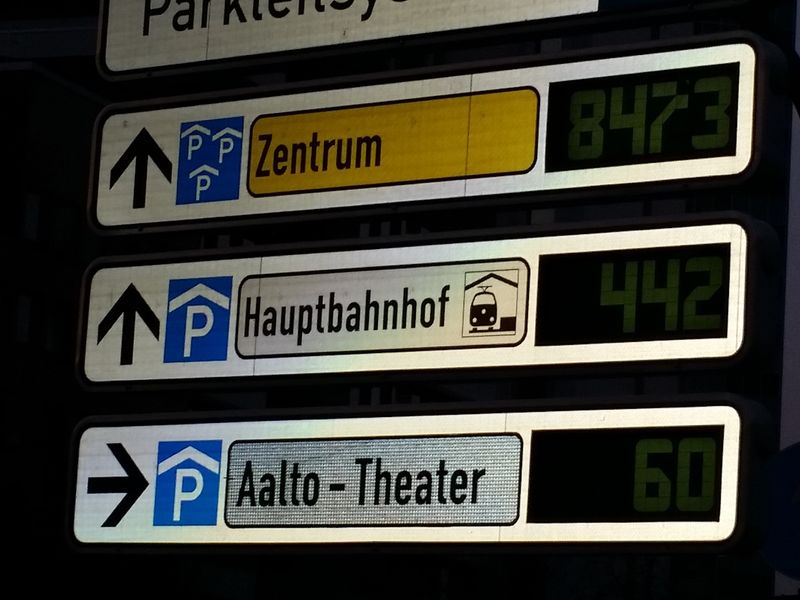 P P P Zentrum 8473
P Hauptbahnhof 442
P Aalto-Theater 60